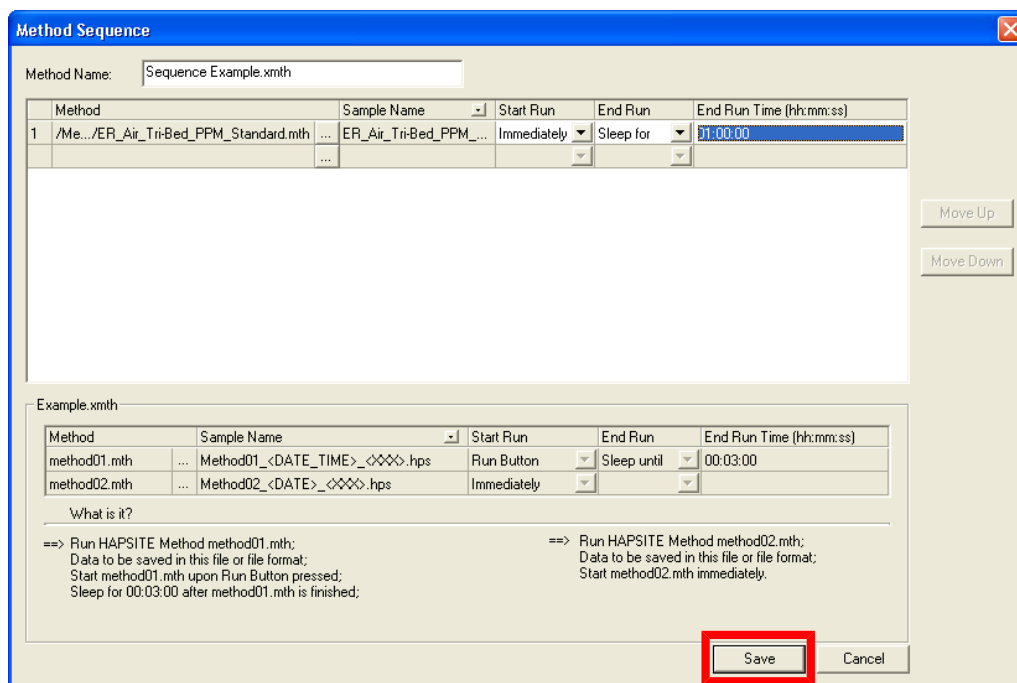 Method Sequence
Method Name: Sequence Example.xmth
Method Sample Name Start Run End Run End Run Time (hh:mm:ss)
1 /Me.../ER_Air_Tri-Bed_PPM_Standard.mth ... ER_Air_Tri-Bed_PPM_... Immediately Sleep for 01:00:00
...
Move Up
Move Down
Example.xmth
Method Sample Name Start Run End Run End Run Time (hh:mm:ss)
method01.mth ... Method01_<DATE_TIME>_<XXX>.hps Run Button Sleep until 00:03:00
method02.mth ... Method02_<DATE>_<XXX>.hps Immediately
What is it?
==> Run HAPSITE Method method01.mth;
Data to be saved in this file or file format;
Start method01.mth upon Run Button pressed;
Sleep for 00:03:00 after method01.mth is finished;
==> Run HAPSITE Method method02.mth;
Data to be saved in this file or file format;
Start method02.mth immediately.
Save Cancel